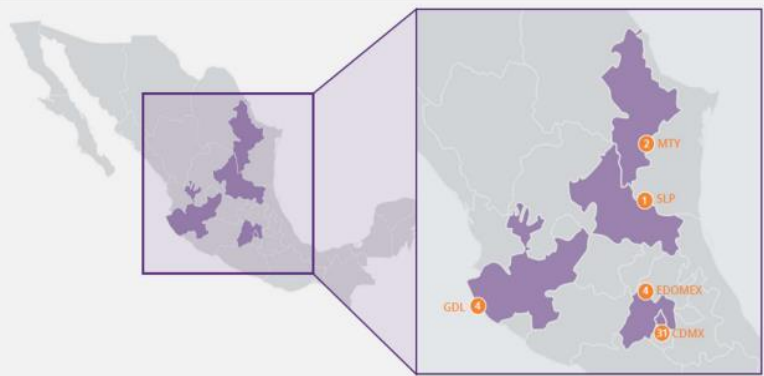 2 MTY
1 SLP
4 EDOMEX
GDL 4
31 CDMX